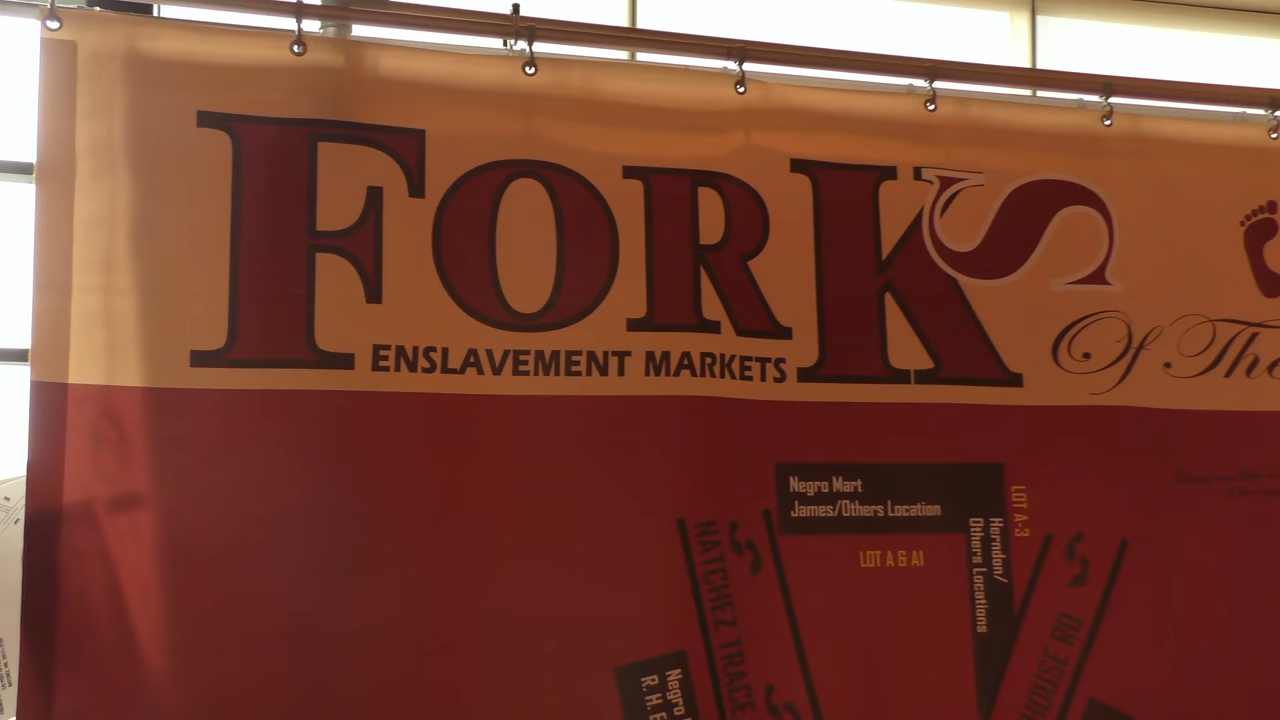 FORKS
ENSLAVEMENT MARKETS
Of The
Negro Mart
James/Others Location
LOT A & A1
LOT A-3
Herndon/
Others Locations
NATCHEZ TRACE
HOUSE RD
Negro
R. H.